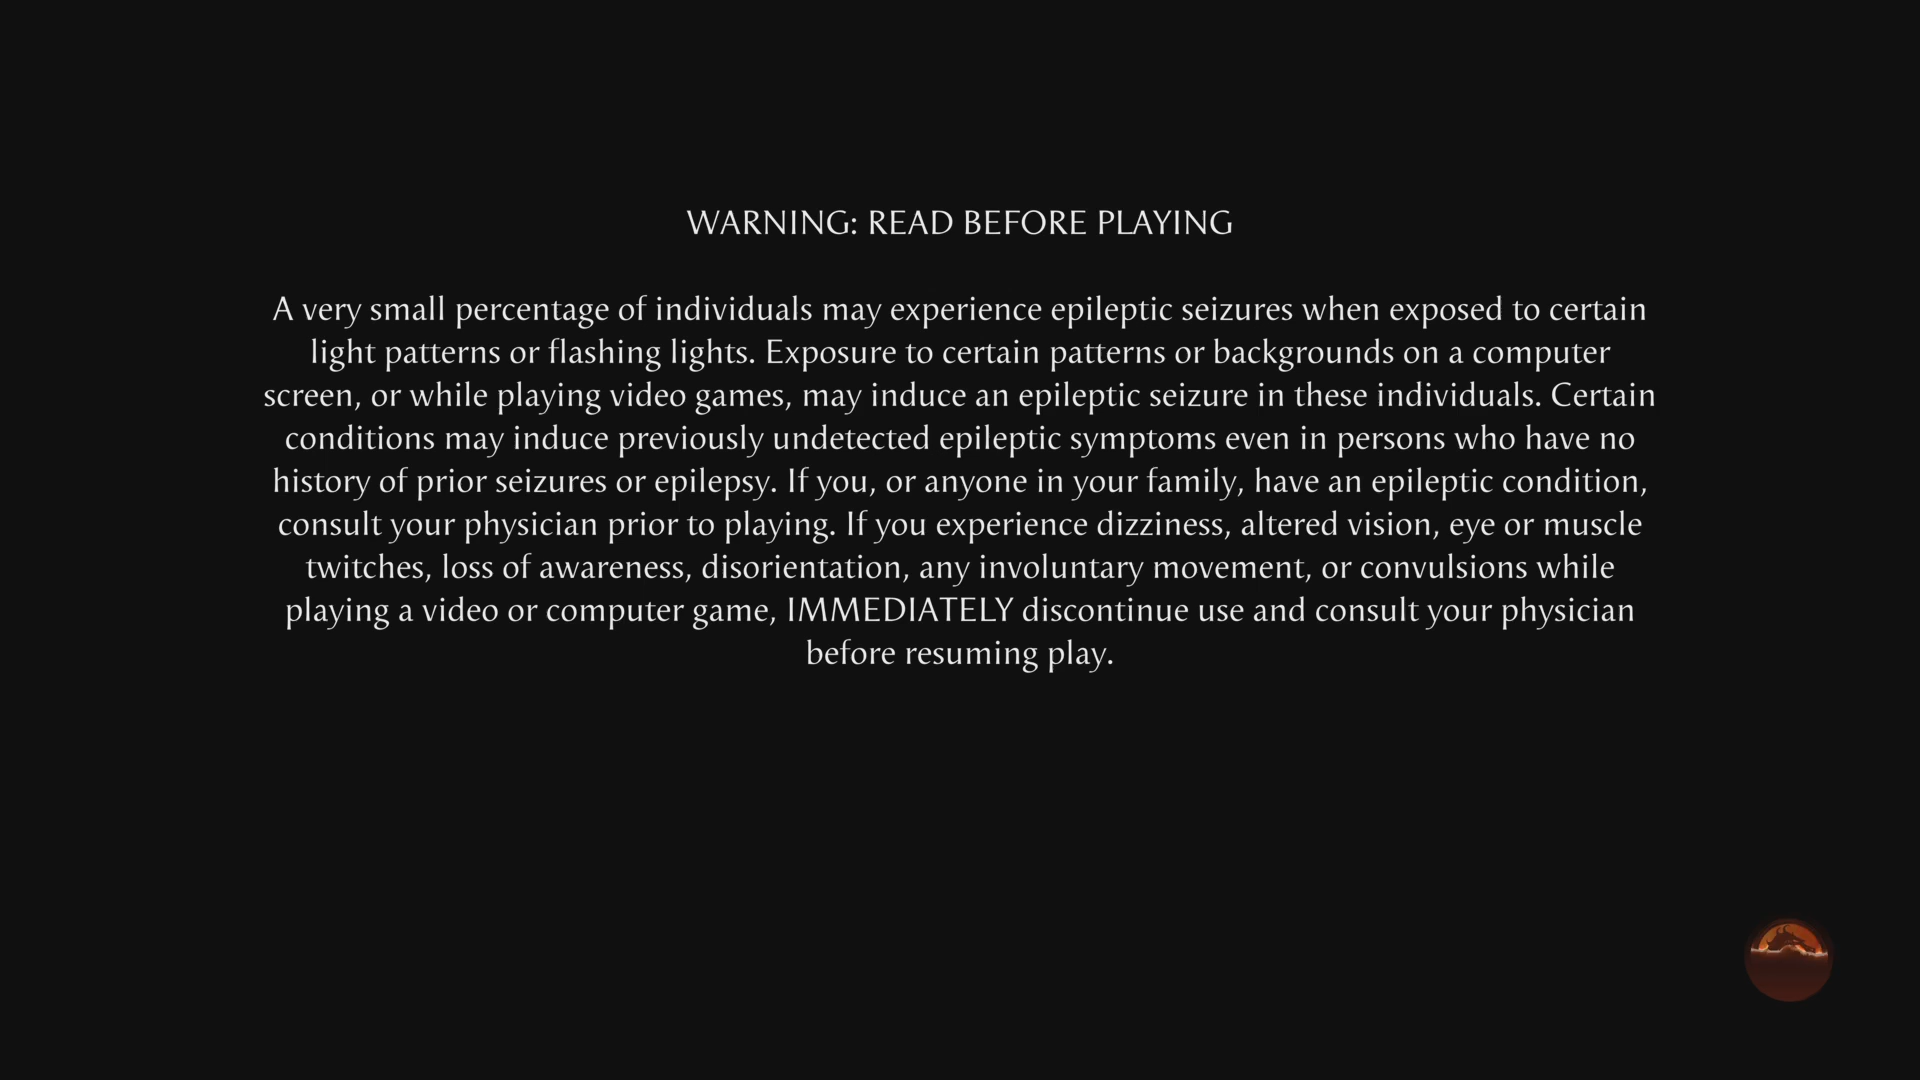 WARNING: READ BEFORE PLAYING
A very small percentage of individuals may experience epileptic seizures when exposed to certain
light patterns or flashing lights. Exposure to certain patterns or backgrounds on a computer
screen, or while playing video games, may induce an epileptic seizure in these individuals. Certain
conditions may induce previously undetected epileptic symptoms even in persons who have no
history of prior seizures or epilepsy. If you, or anyone in your family, have an epileptic condition,
consult your physician prior to playing. If you experience dizziness, altered vision, eye or muscle
twitches, loss of awareness, disorientation, any involuntary movement, or convulsions while
playing a video or computer game, IMMEDIATELY discontinue use and consult your physician
before resuming play.